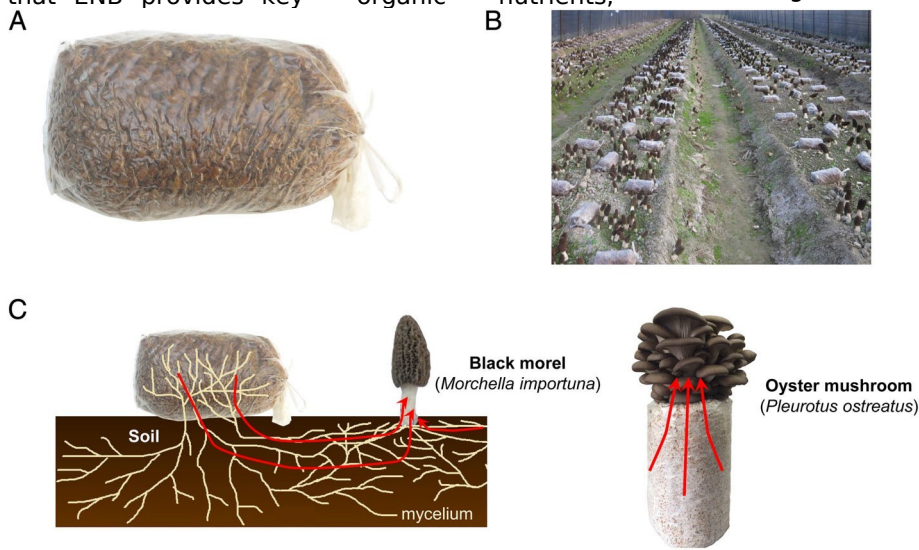 that ENB provides key organic nutrients,
A
B
C
Black morel
(Morchella importuna)
Oyster mushroom
(Pleurotus ostreatus)
Soil
mycelium